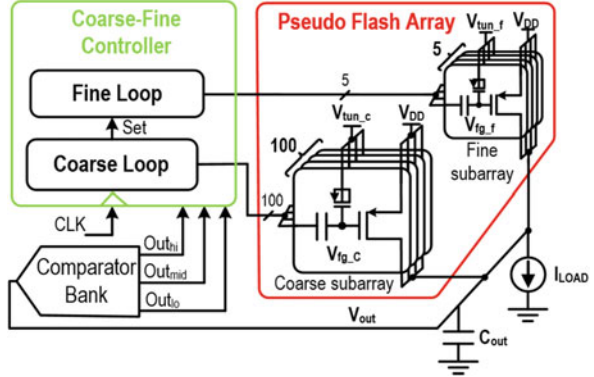 Coarse-Fine
Controller
Pseudo Flash Array
Vtun_f
VDD
5
Fine Loop
5
Set
Vfg_f
Fine
subarray
Coarse Loop
Vtun_c
VDD
100
100
Vfg_C
Coarse subarray
CLK
Outhi
Outmid
Outlo
Comparator
Bank
ILOAD
Vout
Cout